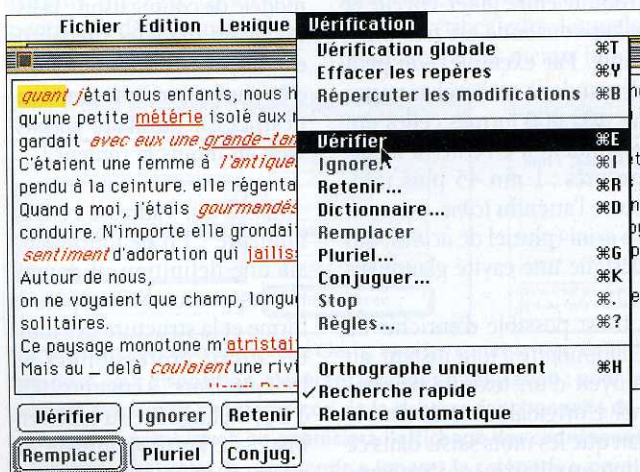 Fichier Édition Lexique Vérification
quant j'étai tous enfants, nous h
qu'une petite métérie isolé aux
gardait avec eux une grande-tan
C'étaient une femme à l'antique
pendu à la ceinture. elle régenta
Quand a moi, j'étais gourmandés
conduire. N'importe elle grondai
sentiment d'adoration qui jailiss
Autour de nous,
on ne voyaient que champ, longue
solitaires.
Ce paysage monotone m'atristait
Mais au – delà coulaient une riv
Vérification globale ⌘T
Effacer les repères ⌘Y
Répercuter les modifications ⌘B
Vérifier ⌘E
Ignorer ⌘I
Retenir... ⌘R
Dictionnaire... ⌘D
Remplacer
Pluriel... ⌘G
Conjuguer... ⌘K
Stop ⌘.
Règles... ⌘?
Orthographe uniquement ⌘H
✓Recherche rapide
Relance automatique
Vérifier Ignorer Retenir
Remplacer Pluriel Conjug.